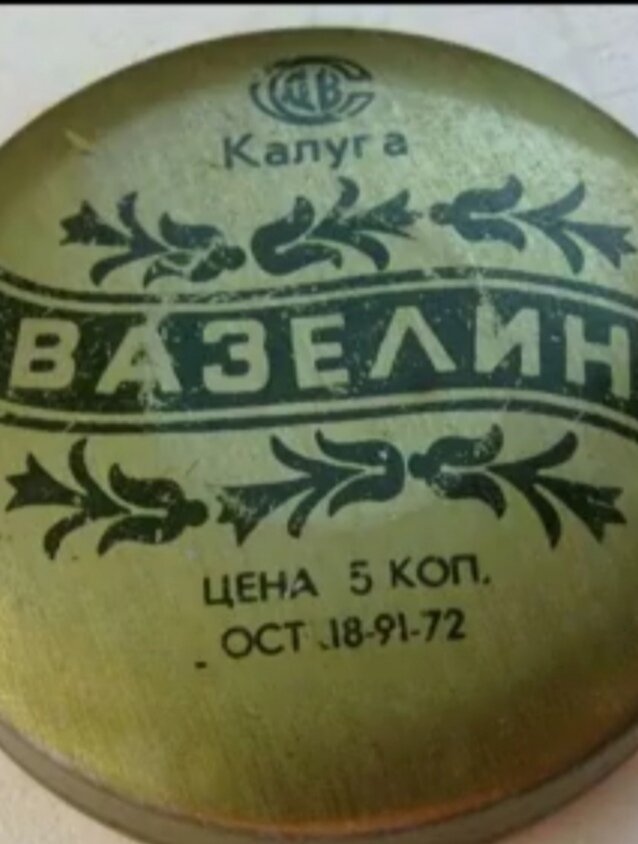 Калуга
ВАЗЕЛИН
ЦЕНА 5 КОП.
ОСТ 18-91-72